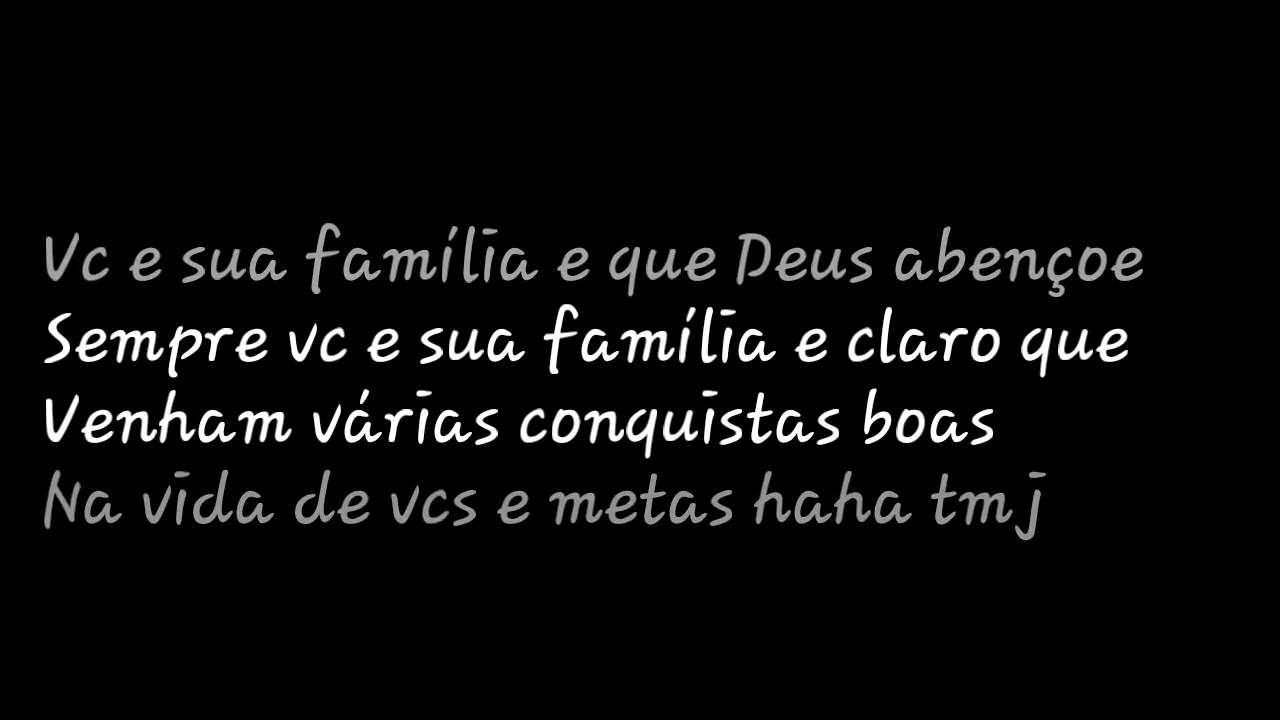 Vc e sua família e que Deus abençoe
Sempre vc e sua família e claro que
Venham várias conquistas boas
Na vida de vcs e metas haha tmj